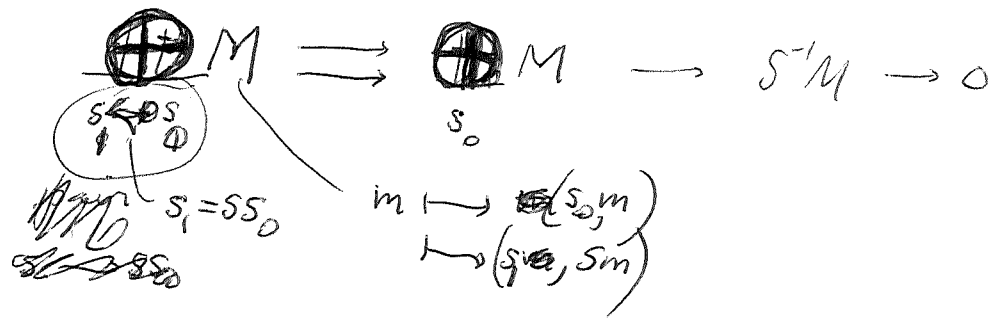 ⊕ M ⇉ ⊕ M → S⁻¹M → 0
s₀
s₁ = ss₀
m ↦ (s₀, m)
↦ (s₁, sm)